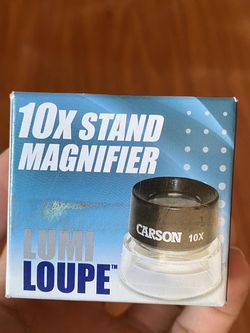 10X STAND
MAGNIFIER
LUMI
LOUPE™
CARSON 10X